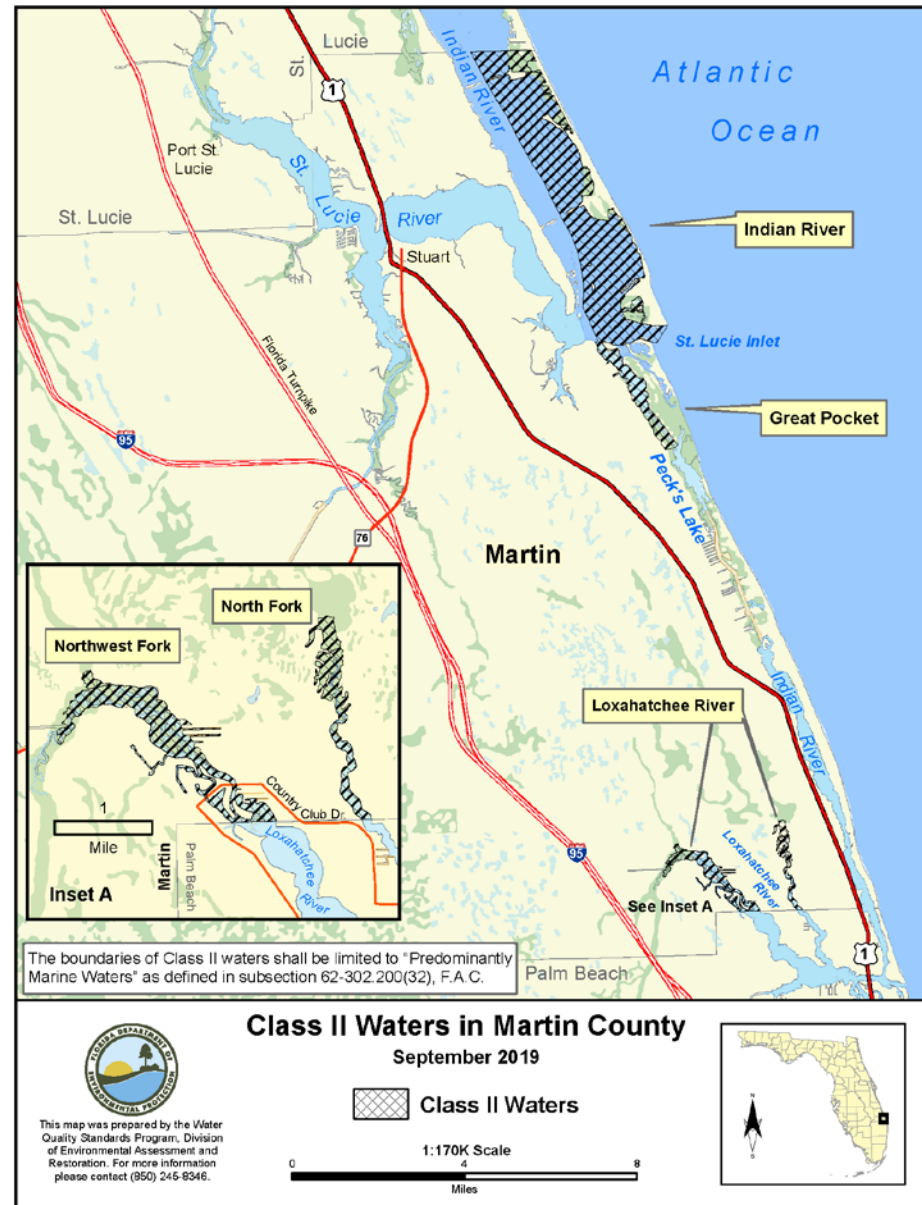 Lucie
St.
1
Indian River
Atlantic
Ocean
Port St.
Lucie
St. Lucie
St. Lucie River
Indian River
Stuart
St. Lucie Inlet
Florida Turnpike
Great Pocket
95
Peck's Lake
76
Martin
North Fork
Northwest Fork
Loxahatchee River
Indian River
Country
Club Dr.
1
Mile
Martin
Palm Beach
Loxahatchee
River
Inset A
95
Loxahatchee
River
See Inset A
The boundaries of Class II waters shall be limited to "Predominantly
Marine Waters" as defined in subsection 62-302.200(32), F.A.C.
Palm Beach
1
Class II Waters in Martin County
September 2019
FLORIDA DEPARTMENT OF
ENVIRONMENTAL PROTECTION
Class II Waters
This map was prepared by the Water
Quality Standards Program, Division
of Environmental Assessment and
Restoration. For more information
please contact (850) 245-8346.
1:170K Scale
0 4 8
Miles
N
S